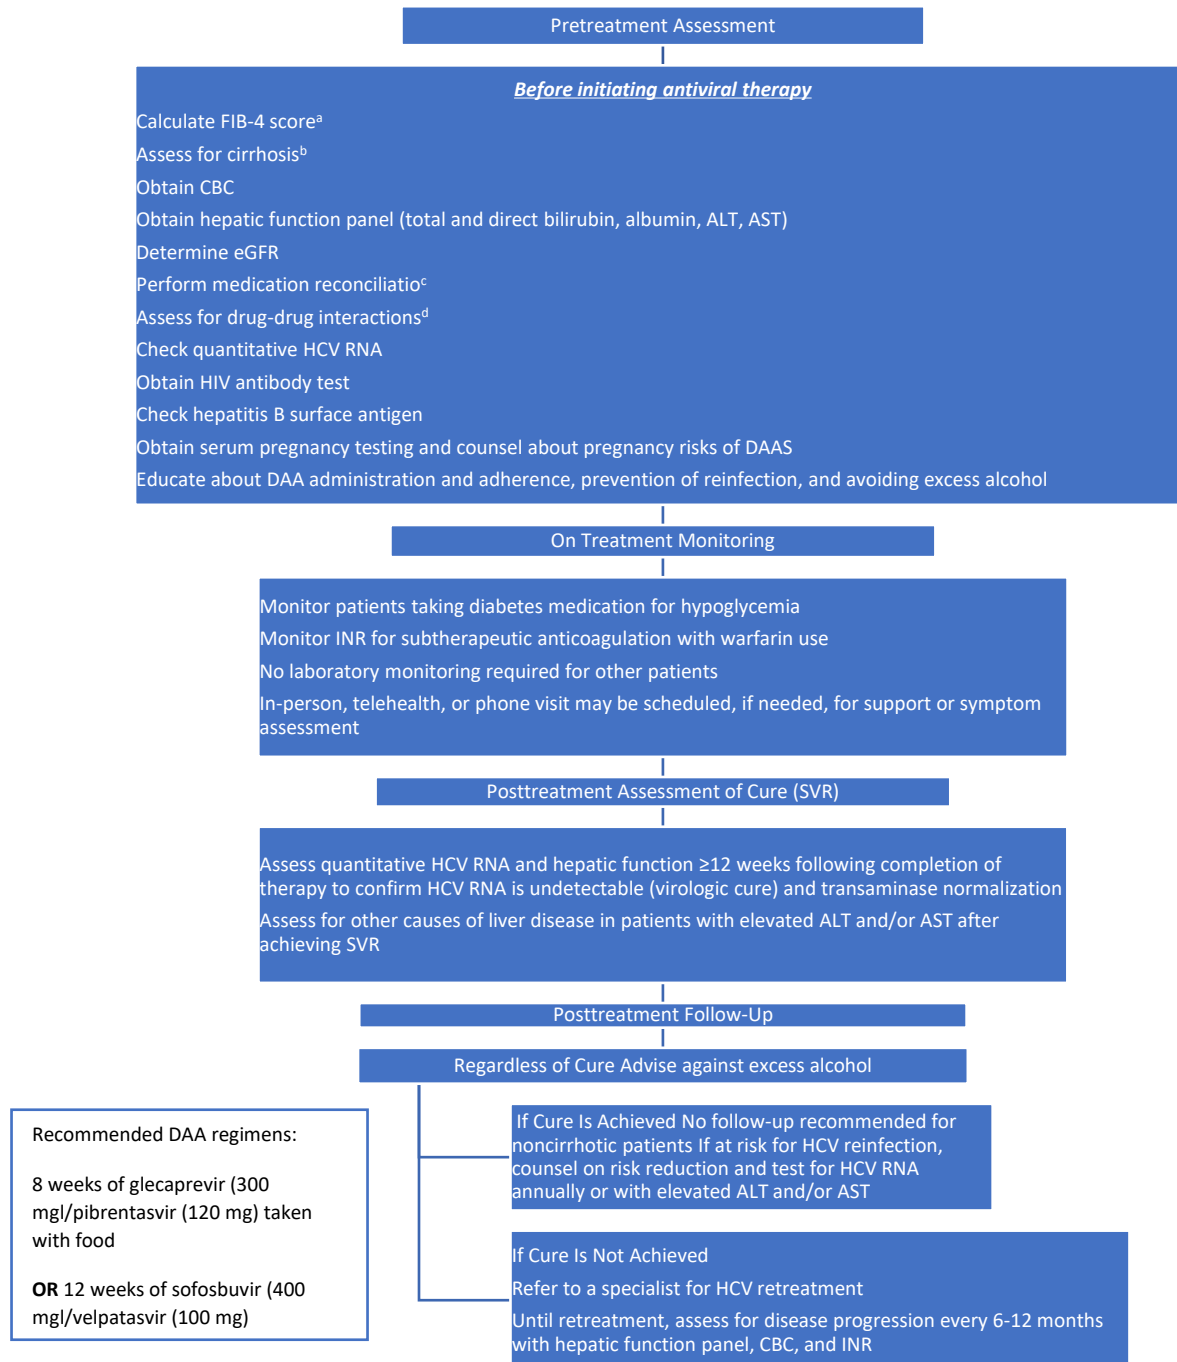 Pretreatment Assessment
Before initiating antiviral therapy
Calculate FIB-4 scoreᵃ
Assess for cirrhosisᵇ
Obtain CBC
Obtain hepatic function panel (total and direct bilirubin, albumin, ALT, AST)
Determine eGFR
Perform medication reconciliatioᶜ
Assess for drug-drug interactionsᵈ
Check quantitative HCV RNA
Obtain HIV antibody test
Check hepatitis B surface antigen
Obtain serum pregnancy testing and counsel about pregnancy risks of DAAS
Educate about DAA administration and adherence, prevention of reinfection, and avoiding excess alcohol
On Treatment Monitoring
Monitor patients taking diabetes medication for hypoglycemia
Monitor INR for subtherapeutic anticoagulation with warfarin use
No laboratory monitoring required for other patients
In-person, telehealth, or phone visit may be scheduled, if needed, for support or symptom
assessment
Posttreatment Assessment of Cure (SVR)
Assess quantitative HCV RNA and hepatic function ≥12 weeks following completion of
therapy to confirm HCV RNA is undetectable (virologic cure) and transaminase normalization
Assess for other causes of liver disease in patients with elevated ALT and/or AST after
achieving SVR
Posttreatment Follow-Up
Regardless of Cure Advise against excess alcohol
If Cure Is Achieved No follow-up recommended for
noncirrhotic patients If at risk for HCV reinfection,
counsel on risk reduction and test for HCV RNA
annually or with elevated ALT and/or AST
If Cure Is Not Achieved
Refer to a specialist for HCV retreatment
Until retreatment, assess for disease progression every 6-12 months
with hepatic function panel, CBC, and INR
Recommended DAA regimens:
8 weeks of glecaprevir (300
mgl/pibrentasvir (120 mg) taken
with food
OR 12 weeks of sofosbuvir (400
mgl/velpatasvir (100 mg)